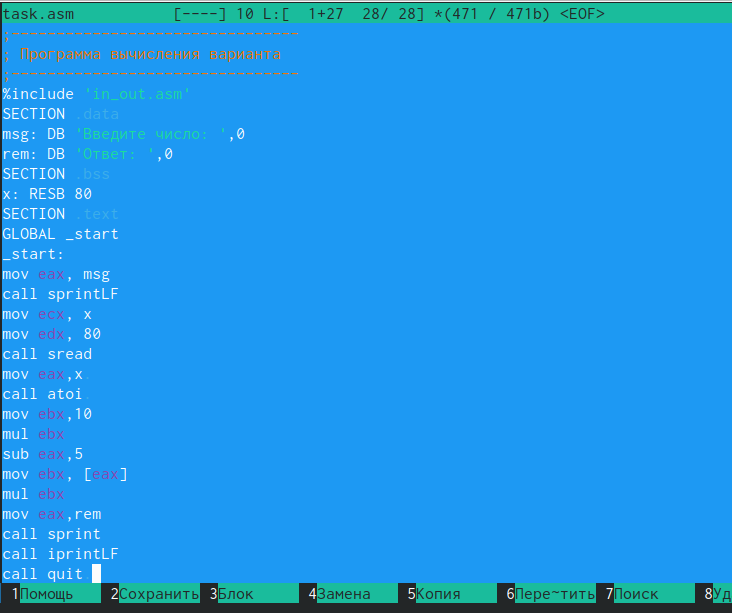 task.asm [----] 10 L:[ 1+27 28/ 28] *(471 / 471b) <EOF>
;--------------------------------
; Программа вычисления варианта
;--------------------------------
%include 'in_out.asm'
SECTION .data
msg: DB 'Введите число: ',0
rem: DB 'Ответ: ',0
SECTION .bss
x: RESB 80
SECTION .text
GLOBAL _start
_start:
mov eax, msg
call sprintLF
mov ecx, x
mov edx, 80
call sread
mov eax,x
call atoi
mov ebx,10
mul ebx
sub eax,5
mov ebx, [eax]
mul ebx
mov eax,rem
call sprint
call iprintLF
call quit
1Помощь 2Сохранить 3Блок 4Замена 5Копия 6Пере~тить 7Поиск 8Уд